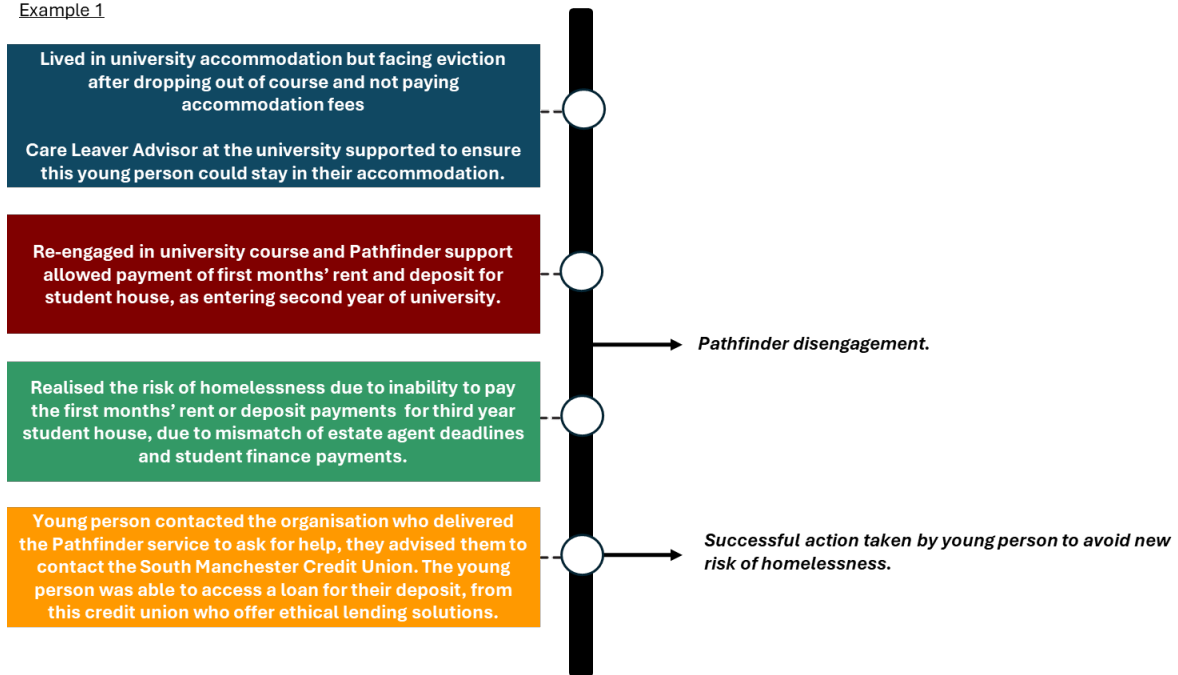 Example 1
Lived in university accommodation but facing eviction
after dropping out of course and not paying
accommodation fees
Care Leaver Advisor at the university supported to ensure
this young person could stay in their accommodation.
Re-engaged in university course and Pathfinder support
allowed payment of first months’ rent and deposit for
student house, as entering second year of university.
Pathfinder disengagement.
Realised the risk of homelessness due to inability to pay
the first months’ rent or deposit payments for third year
student house, due to mismatch of estate agent deadlines
and student finance payments.
Young person contacted the organisation who delivered
the Pathfinder service to ask for help, they advised them to
contact the South Manchester Credit Union. The young
person was able to access a loan for their deposit, from
this credit union who offer ethical lending solutions.
Successful action taken by young person to avoid new
risk of homelessness.